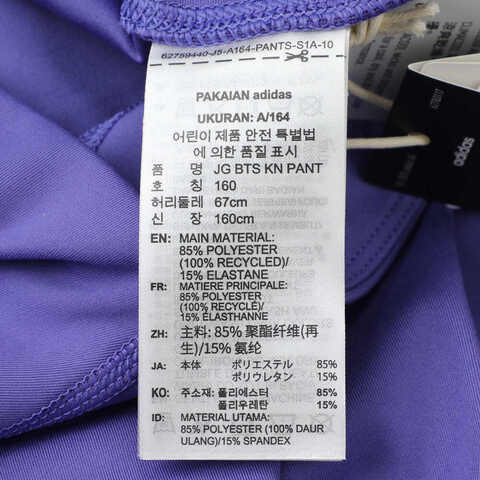 62759440-J5-A164-PANTS-S1A-10
PAKAIAN adidas
UKURAN: A/164
어린이 제품 안전 특별법
에 의한 품질 표시
품 명 JG BTS KN PANT
호 칭 160
허리둘레 67cm
신 장 160cm
EN: MAIN MATERIAL:
85% POLYESTER
(100% RECYCLED)/
15% ELASTANE
FR: MATIERE PRINCIPALE:
85% POLYESTER
(100% RECYCLÉ)/
15% ÉLASTHANNE
ZH: 主料: 85% 聚酯纤维(再
生)/15% 氨纶
JA: 本体 ポリエステル 85%
ポリウレタン 15%
KO: 주소재: 폴리에스터 85%
폴리우레탄 15%
ID: MATERIAL UTAMA:
85% POLYESTER (100% DAUR
ULANG)/15% SPANDEX
adidas